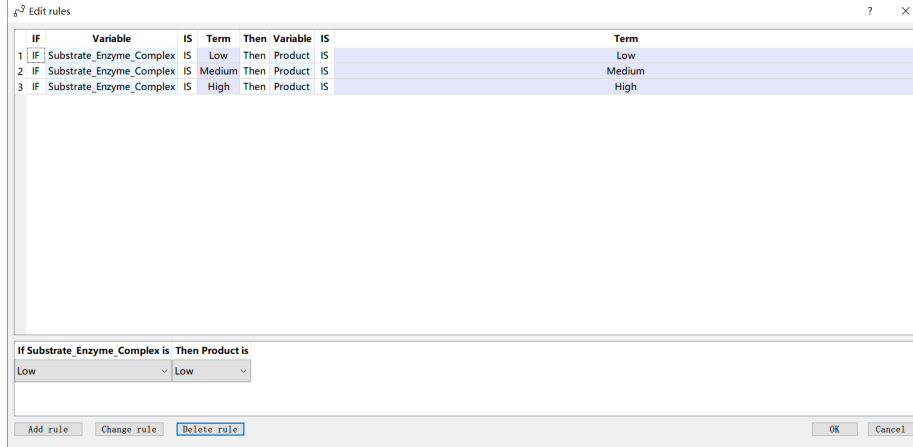 Edit rules ? ×
IF Variable IS Term Then Variable IS Term
1 IF Substrate_Enzyme_Complex IS Low Then Product IS Low
2 IF Substrate_Enzyme_Complex IS Medium Then Product IS Medium
3 IF Substrate_Enzyme_Complex IS High Then Product IS High
If Substrate_Enzyme_Complex is Then Product is
Low Low
Add rule Change rule Delete rule OK Cancel